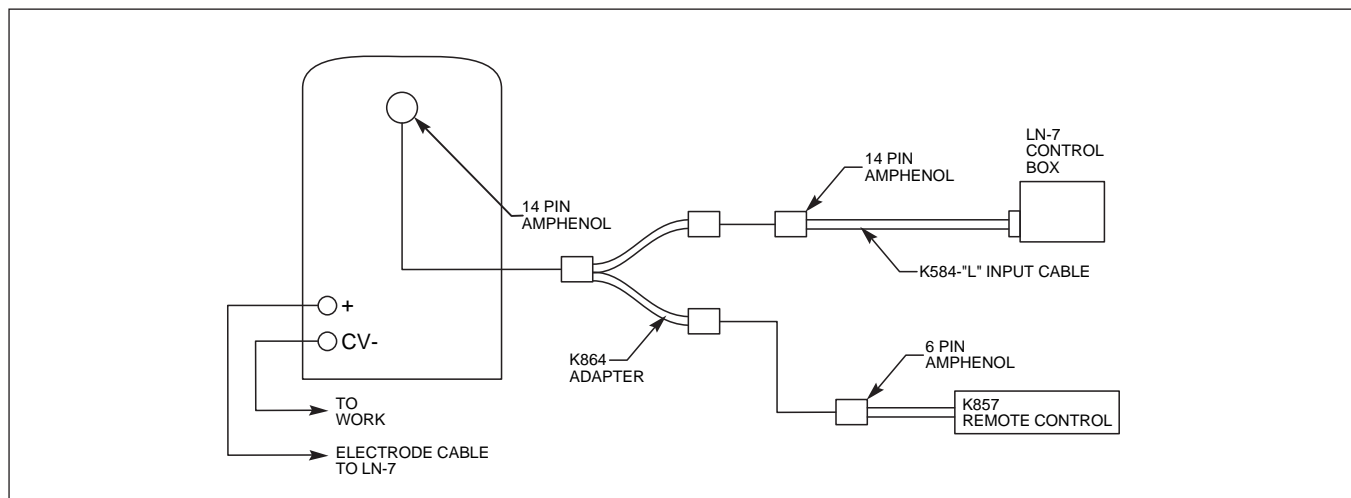 LN-7
CONTROL
BOX
14 PIN
AMPHENOL
14 PIN
AMPHENOL
K584-"L" INPUT CABLE
+
CV-
K864
ADAPTER
6 PIN
AMPHENOL
K857
REMOTE CONTROL
TO
WORK
ELECTRODE CABLE
TO LN-7